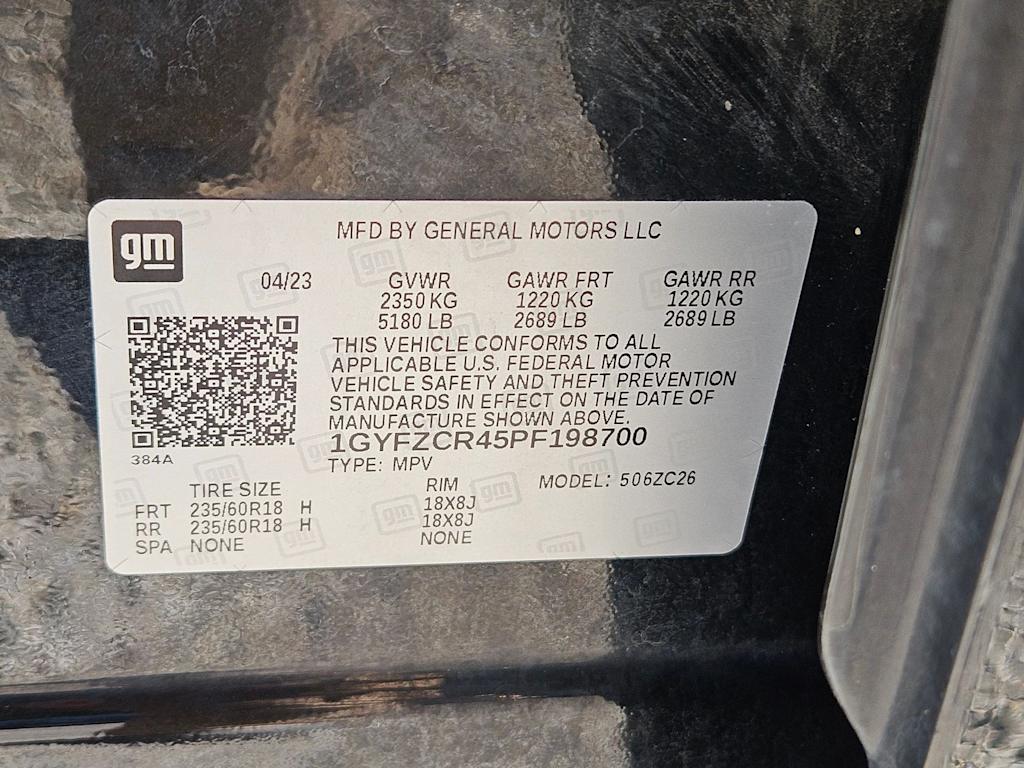 gm
MFD BY GENERAL MOTORS LLC
04/23 GVWR GAWR FRT GAWR RR
2350 KG 1220 KG 1220 KG
5180 LB 2689 LB 2689 LB
THIS VEHICLE CONFORMS TO ALL
APPLICABLE U.S. FEDERAL MOTOR
VEHICLE SAFETY AND THEFT PREVENTION
STANDARDS IN EFFECT ON THE DATE OF
MANUFACTURE SHOWN ABOVE.
1GYFZCR45PF198700
384A
TYPE: MPV
MODEL: 506ZC26
TIRE SIZE RIM
FRT 235/60R18 H 18X8J
RR 235/60R18 H 18X8J
SPA NONE NONE